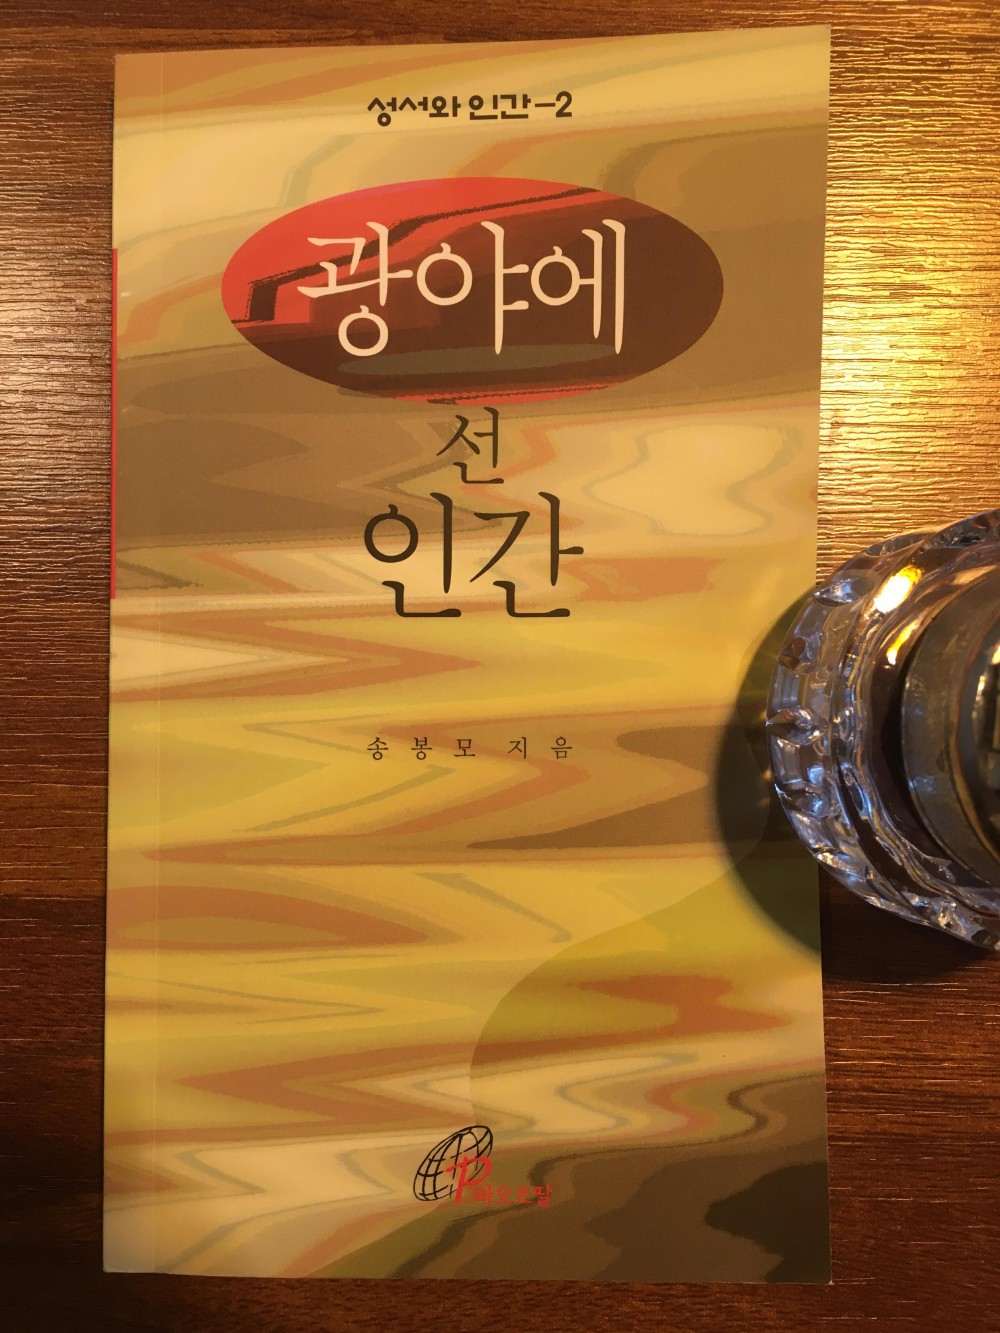 성서와 인간-2
광야에
선
인간
송봉모 지음
바오로딸